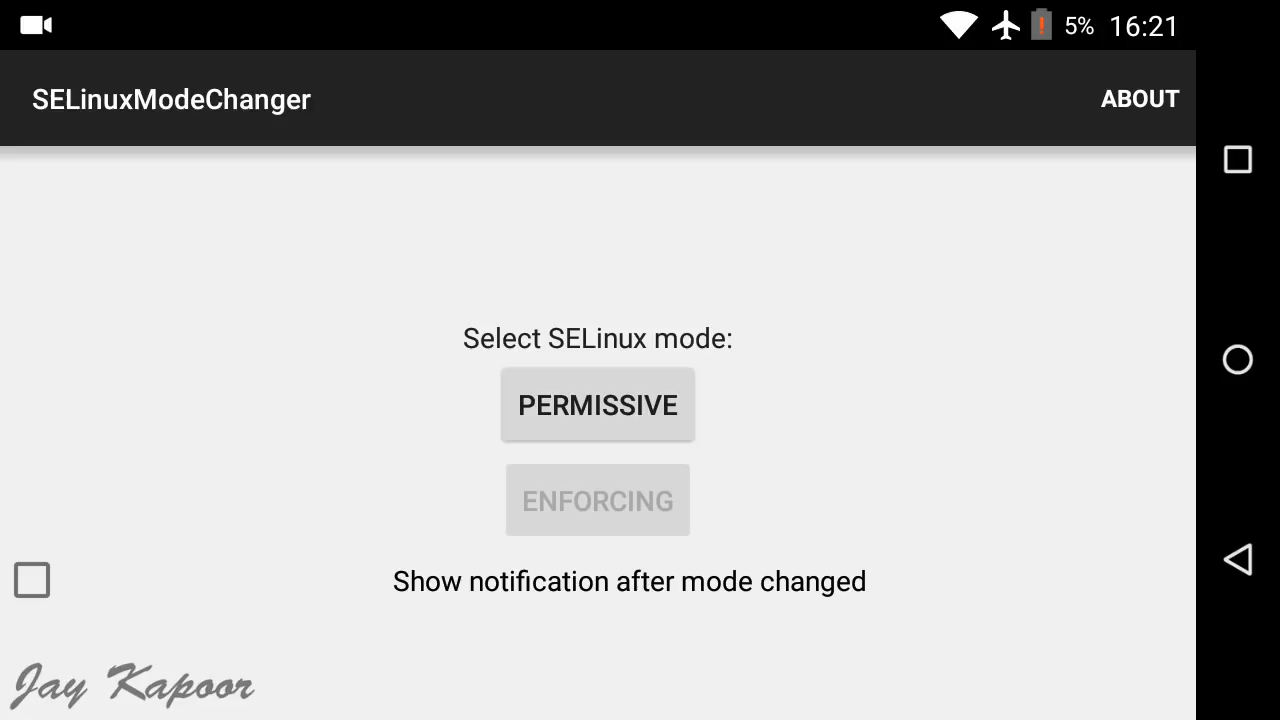 5% 16:21
SELinuxModeChanger ABOUT
Select SELinux mode:
PERMISSIVE
ENFORCING
Show notification after mode changed
Jay Kapoor